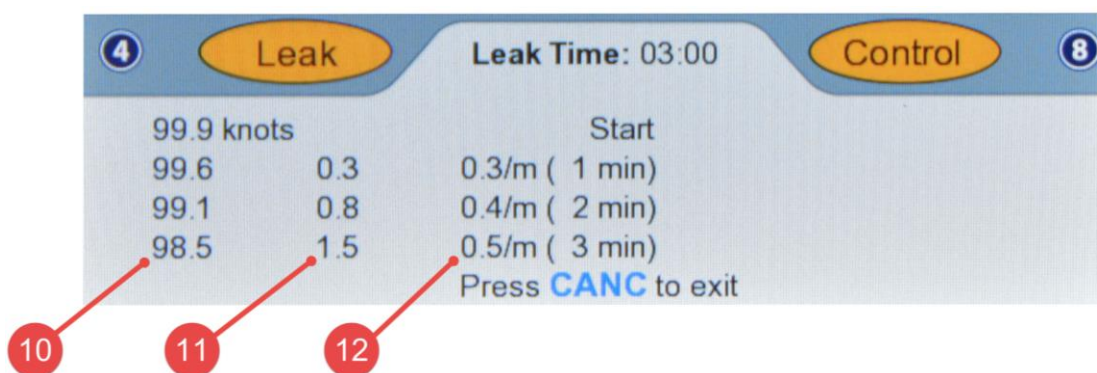 4 Leak Leak Time: 03:00 Control 8
99.9 knots Start
99.6 0.3 0.3/m ( 1 min)
99.1 0.8 0.4/m ( 2 min)
98.5 1.5 0.5/m ( 3 min)
Press CANC to exit
10 11 12